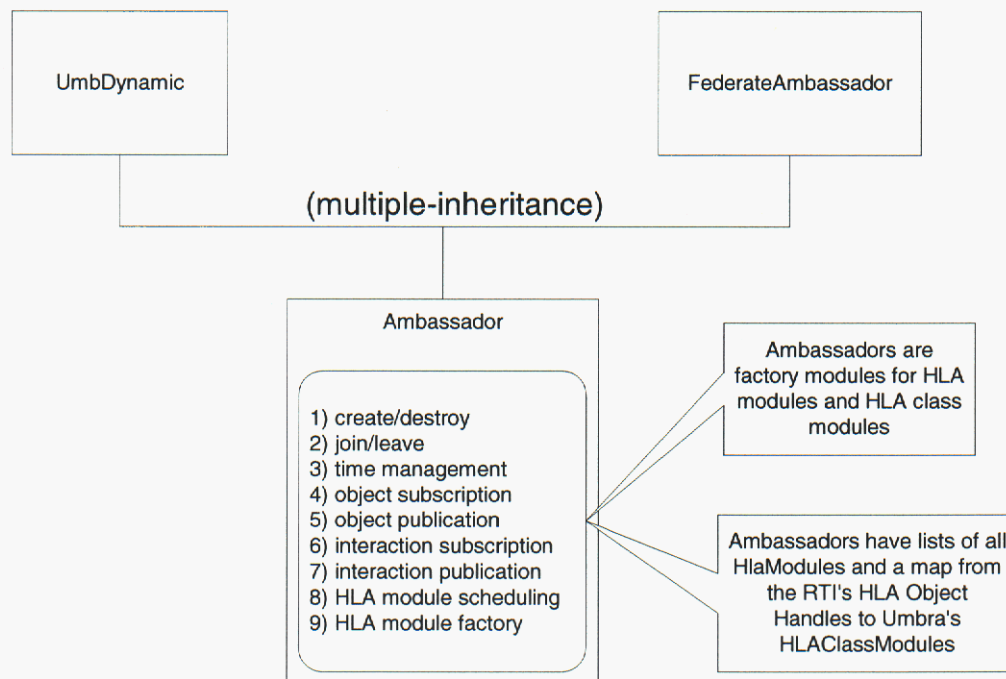 UmbDynamic
FederateAmbassador
(multiple-inheritance)
Ambassador
1) create/destroy
2) join/leave
3) time management
4) object subscription
5) object publication
6) interaction subscription
7) interaction publication
8) HLA module scheduling
9) HLA module factory
Ambassadors are
factory modules for HLA
modules and HLA class
modules
Ambassadors have lists of all
HlaModules and a map from
the RTI's HLA Object
Handles to Umbra's
HLAClassModules